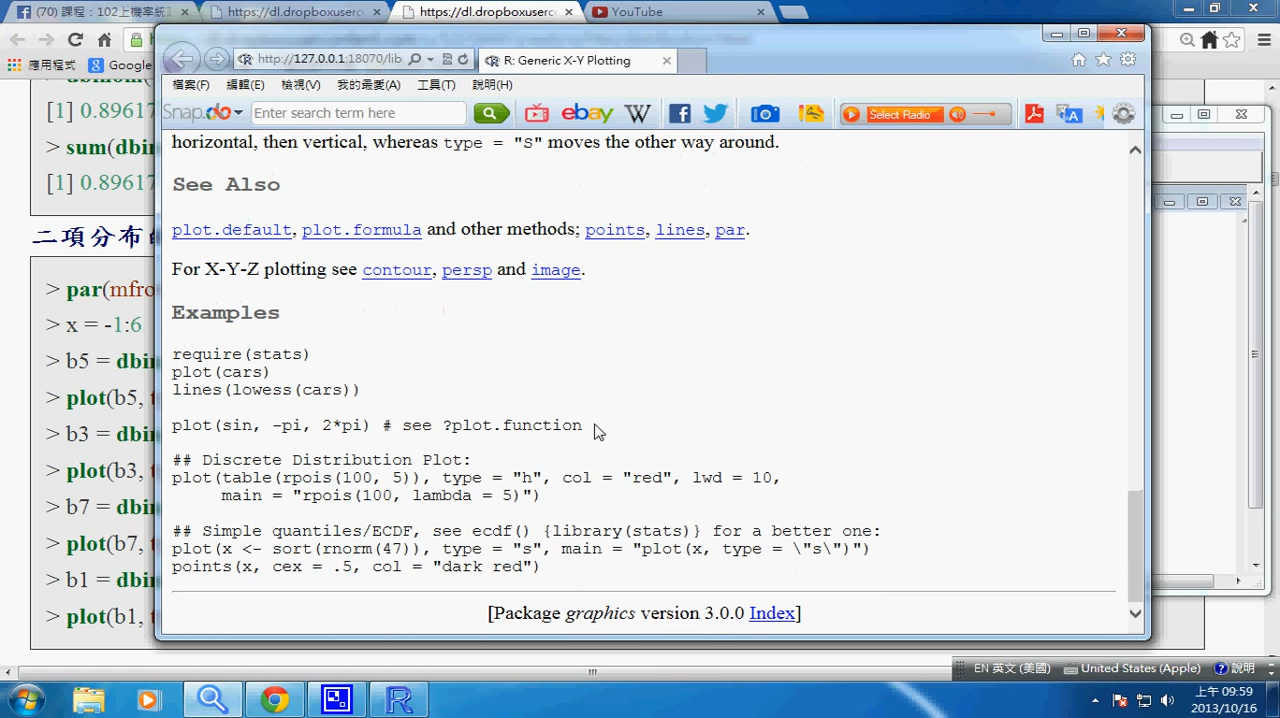 (70) 課程：102上機率統
https://dl.dropboxuserc
https://dl.dropboxuserc
YouTube
應用程式
Google
http://127.0.0.1:18070/lib
R: Generic X-Y Plotting
檔案(F) 編輯(E) 檢視(V) 我的最愛(A) 工具(T) 說明(H)
Snap.do
Enter search term here
ebay
W
Select Radio
horizontal, then vertical, whereas type = "S" moves the other way around.
See Also
plot.default, plot.formula and other methods; points, lines, par.
For X-Y-Z plotting see contour, persp and image.
Examples
require(stats)
plot(cars)
lines(lowess(cars))
plot(sin, -pi, 2*pi) # see ?plot.function
## Discrete Distribution Plot:
plot(table(rpois(100, 5)), type = "h", col = "red", lwd = 10,
main = "rpois(100, lambda = 5)")
## Simple quantiles/ECDF, see ecdf() {library(stats)} for a better one:
plot(x <- sort(rnorm(47)), type = "s", main = "plot(x, type = \"s\")")
points(x, cex = .5, col = "dark red")
[Package graphics version 3.0.0 Index]
[1] 0.89617
> sum(dbi
[1] 0.89617
二項分布
> par(mfro
> x = -1:6
> b5 = dbi
> plot(b5, t
> b3 = dbi
> plot(b3, t
> b7 = dbi
> plot(b7, t
> b1 = dbi
> plot(b1, t
EN 英文 (美國)
United States (Apple)
說明
上午 09:59
2013/10/16